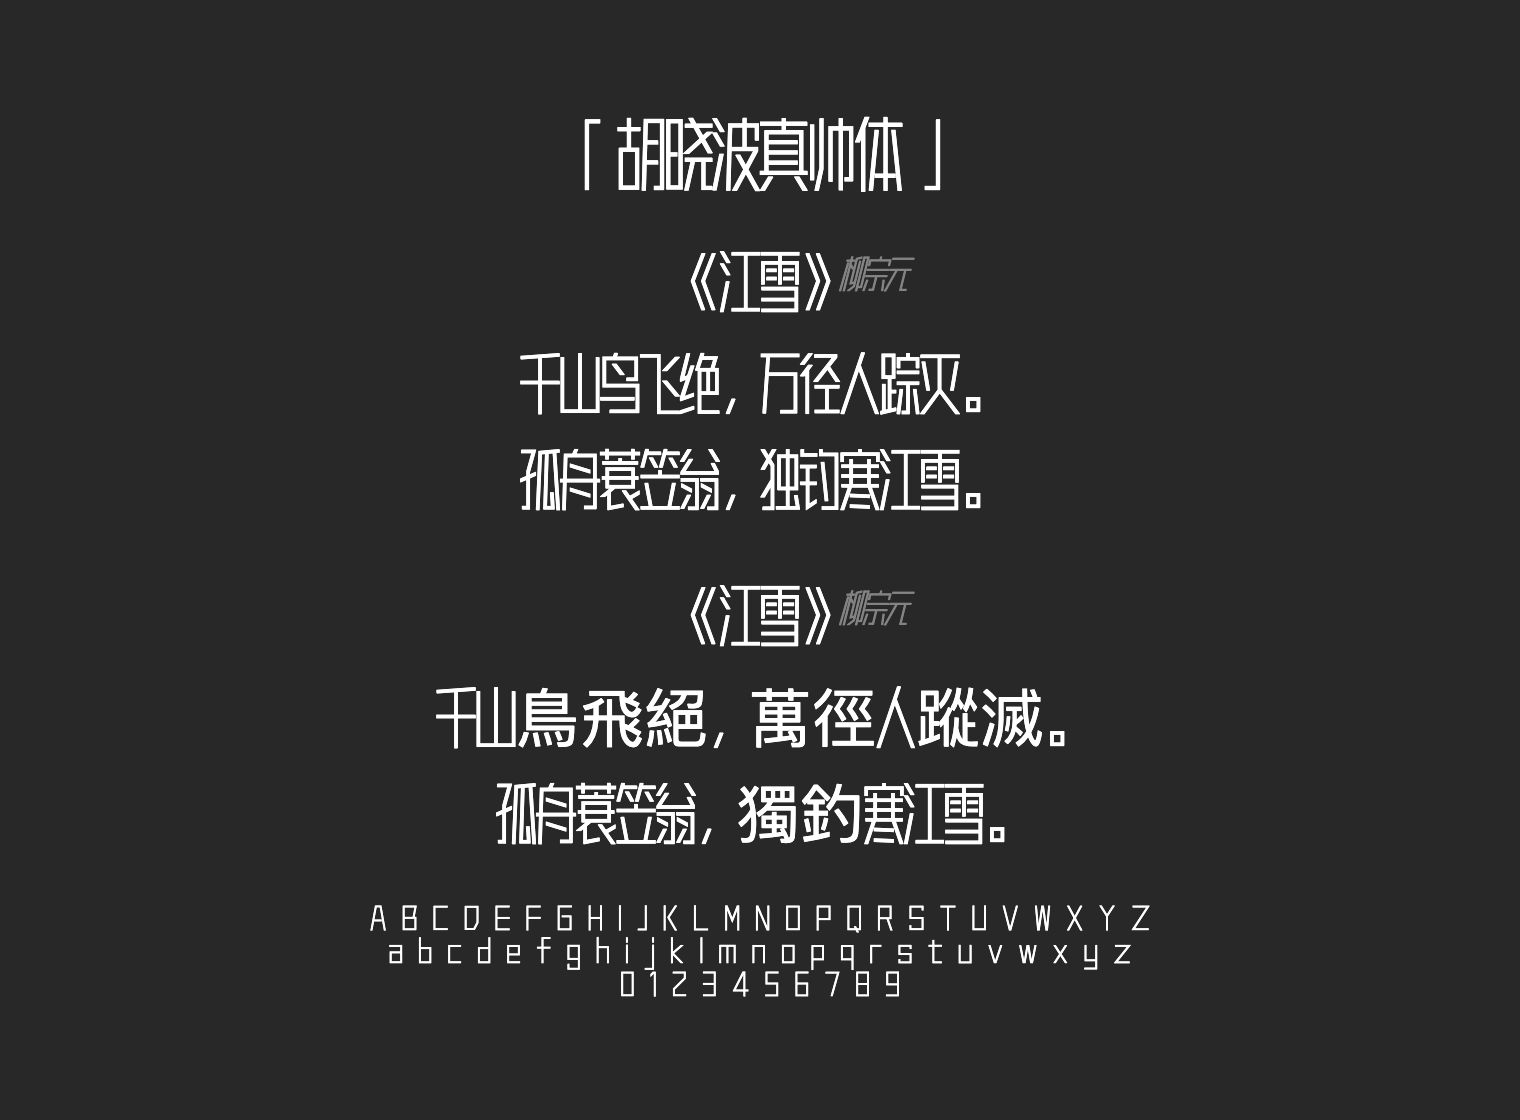 「胡晓波真帅体」
《江雪》柳宗元
千山鸟飞绝，万径人踪灭。
孤舟蓑笠翁，独钓寒江雪。
《江雪》柳宗元
千山鳥飛絕，萬徑人蹤滅。
孤舟蓑笠翁，獨釣寒江雪。
A B C D E F G H I J K L M N O P Q R S T U V W X Y Z
a b c d e f g h i j k l m n o p q r s t u v w x y z
0 1 2 3 4 5 6 7 8 9